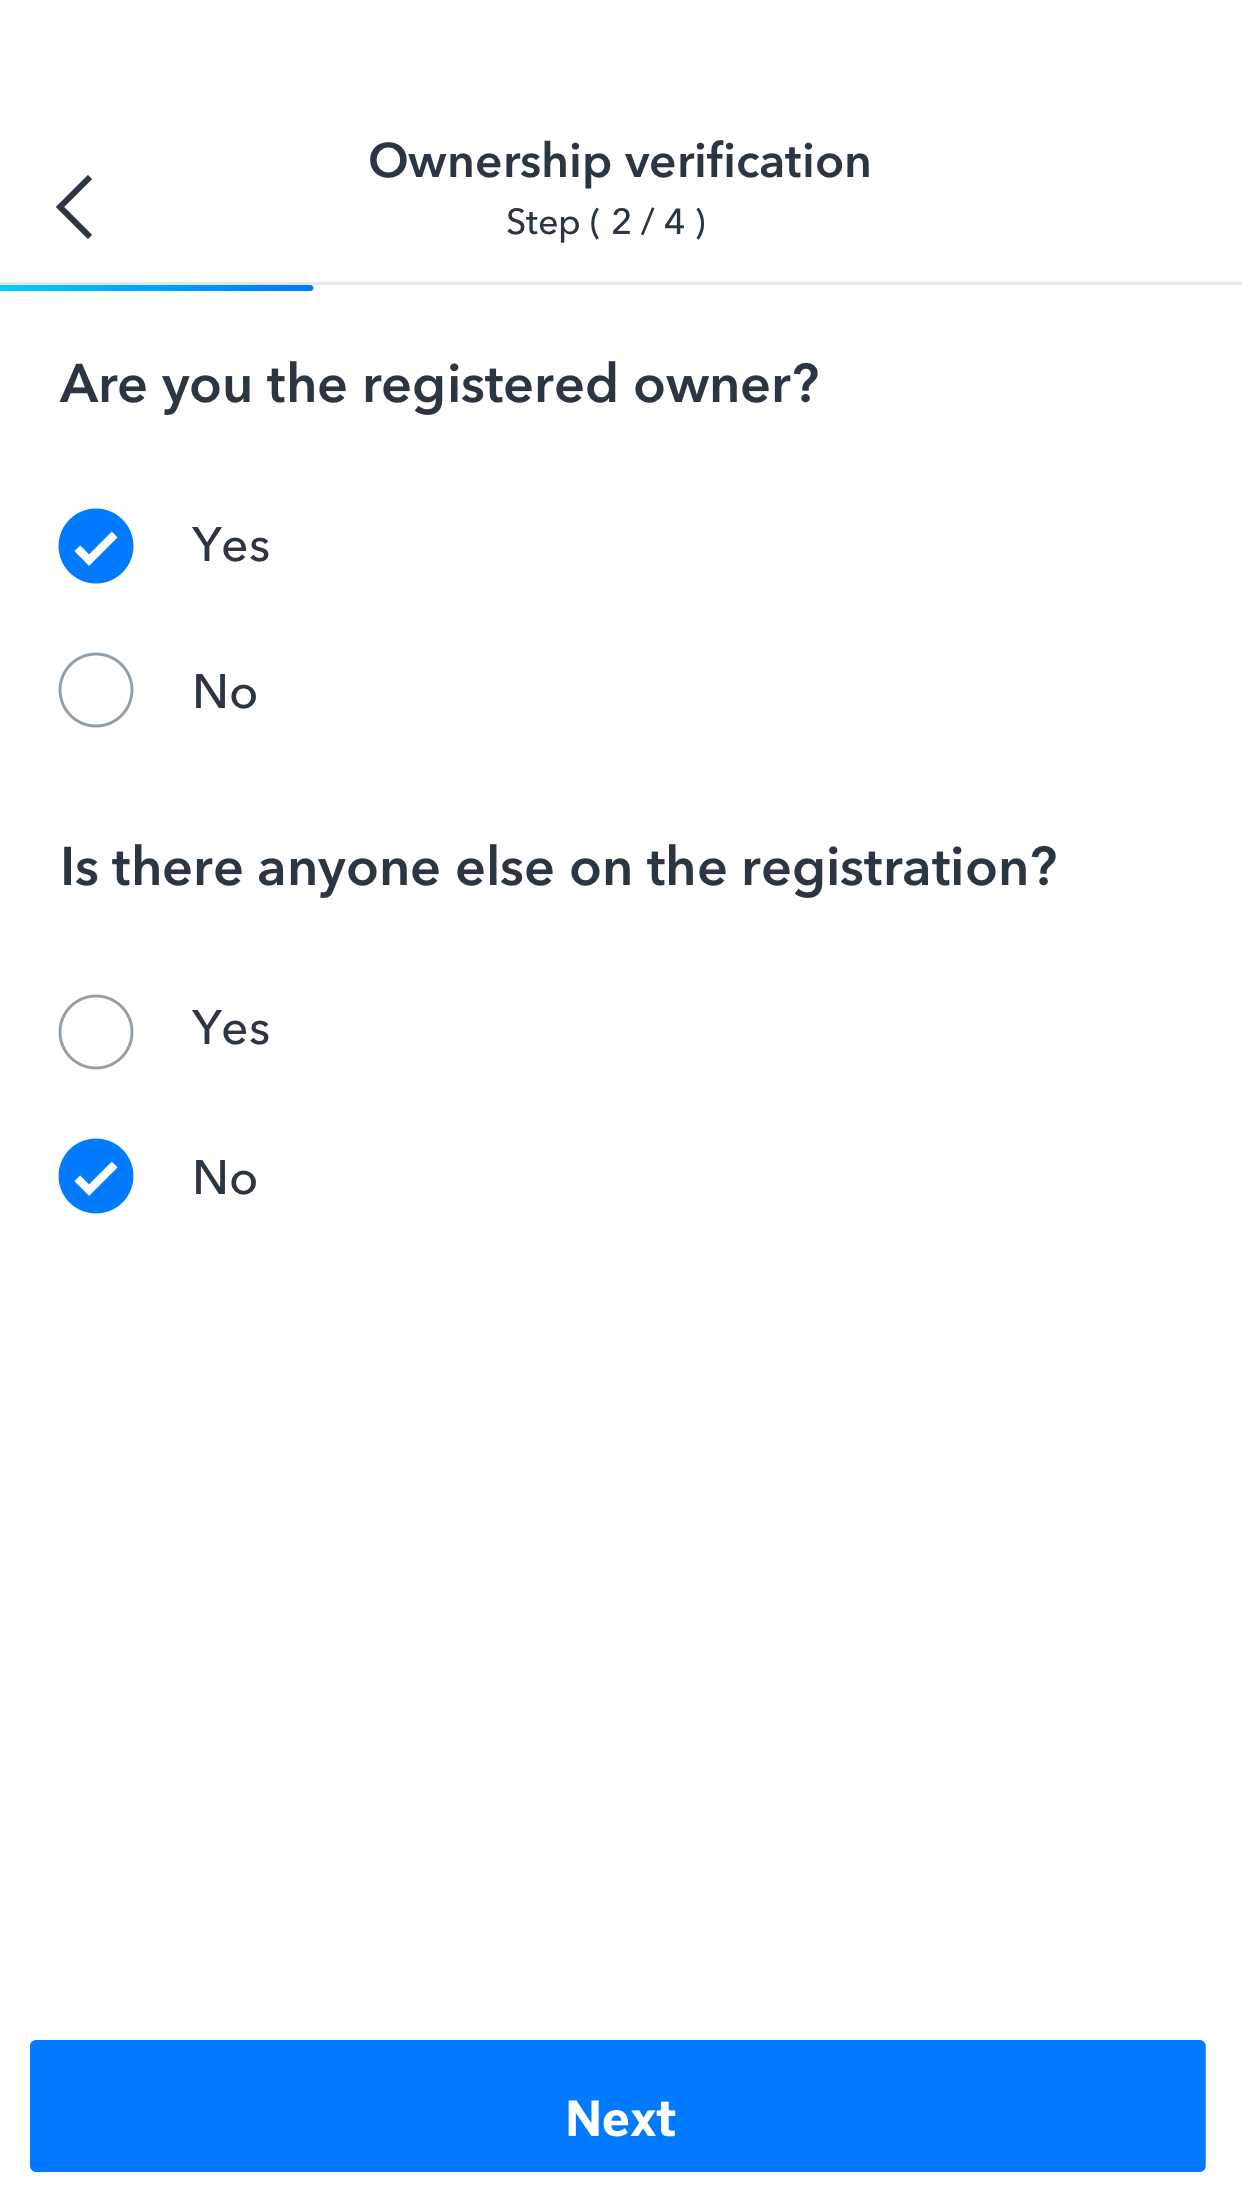 Ownership verification
Step ( 2 / 4 )
Are you the registered owner?
Yes
No
Is there anyone else on the registration?
Yes
No
Next